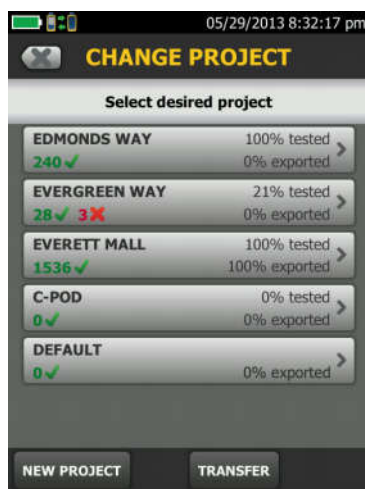 05/29/2013 8:32:17 pm
CHANGE PROJECT
Select desired project
EDMONDS WAY 100% tested
240 0% exported
EVERGREEN WAY 21% tested
28 3 0% exported
EVERETT MALL 100% tested
1536 100% exported
C-POD 0% tested
0 0% exported
DEFAULT
0 0% exported
NEW PROJECT TRANSFER